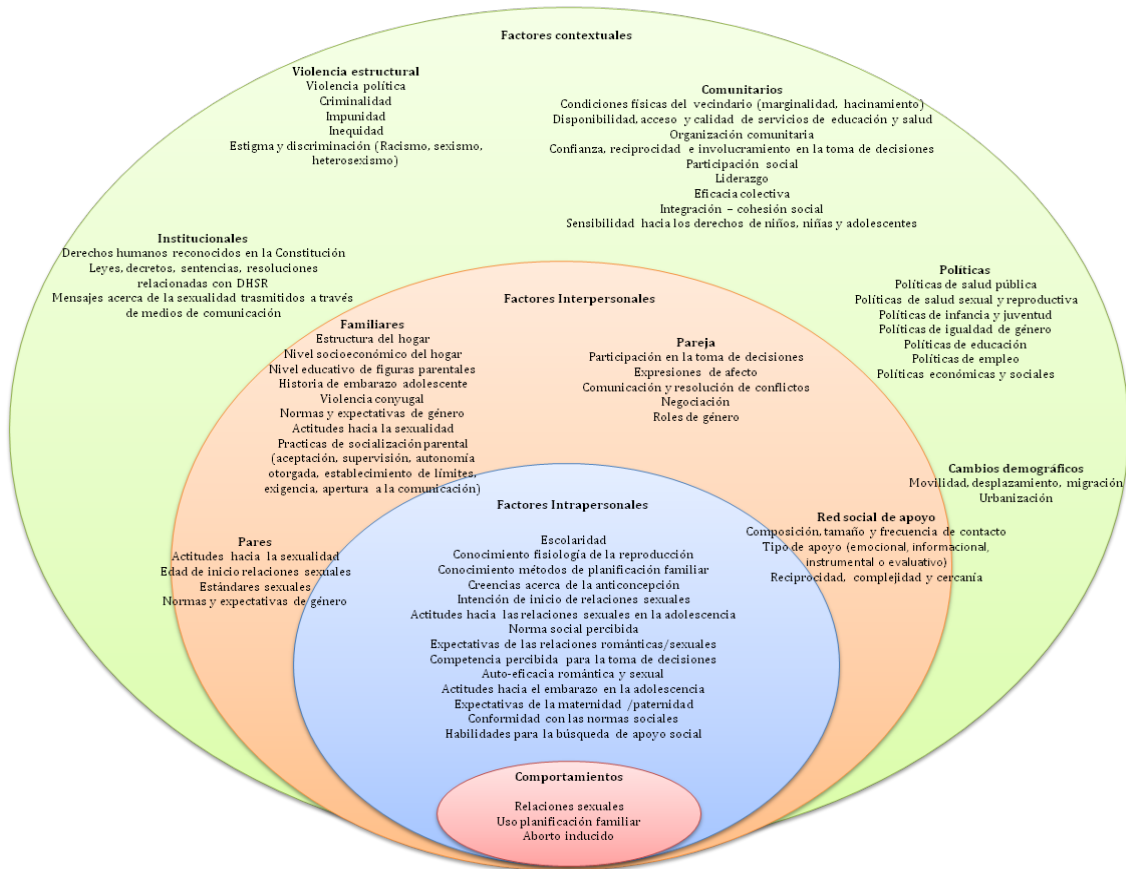 Factores contextuales
Violencia estructural
Violencia política
Criminalidad
Impunidad
Inequidad
Estigma y discriminación (Racismo, sexismo,
heterosexismo)
Comunitarios
Condiciones físicas del vecindario (marginalidad, hacinamiento)
Disponibilidad, acceso y calidad de servicios de educación y salud
Organización comunitaria
Confianza, reciprocidad e involucramiento en la toma de decisiones
Participación social
Liderazgo
Eficacia colectiva
Integración – cohesión social
Sensibilidad hacia los derechos de niños, niñas y adolescentes
Institucionales
Derechos humanos reconocidos en la Constitución
Leyes, decretos, sentencias, resoluciones
relacionadas con DHSR
Mensajes acerca de la sexualidad trasmitidos a través
de medios de comunicación
Políticas
Políticas de salud pública
Políticas de salud sexual y reproductiva
Políticas de infancia y juventud
Políticas de igualdad de género
Políticas de educación
Políticas de empleo
Políticas económicas y sociales
Cambios demográficos
Movilidad, desplazamiento, migración
Urbanización
Factores Interpersonales
Familiares
Estructura del hogar
Nivel socioeconómico del hogar
Nivel educativo de figuras parentales
Historia de embarazo adolescente
Violencia conyugal
Normas y expectativas de género
Actitudes hacia la sexualidad
Practicas de socialización parental
(aceptación, supervisión, autonomía
otorgada, establecimiento de límites,
exigencia, apertura a la comunicación)
Pareja
Participación en la toma de decisiones
Expresiones de afecto
Comunicación y resolución de conflictos
Negociación
Roles de género
Pares
Actitudes hacia la sexualidad
Edad de inicio relaciones sexuales
Estándares sexuales
Normas y expectativas de género
Red social de apoyo
Composición, tamaño y frecuencia de contacto
Tipo de apoyo (emocional, informacional,
instrumental o evaluativo)
Reciprocidad, complejidad y cercanía
Factores Intrapersonales
Escolaridad
Conocimiento fisiología de la reproducción
Conocimiento métodos de planificación familiar
Creencias acerca de la anticoncepción
Intención de inicio de relaciones sexuales
Actitudes hacia las relaciones sexuales en la adolescencia
Norma social percibida
Expectativas de las relaciones románticas/sexuales
Competencia percibida para la toma de decisiones
Auto-eficacia romántica y sexual
Actitudes hacia el embarazo en la adolescencia
Expectativas de la maternidad /paternidad
Conformidad con las normas sociales
Habilidades para la búsqueda de apoyo social
Comportamientos
Relaciones sexuales
Uso planificación familiar
Aborto inducido